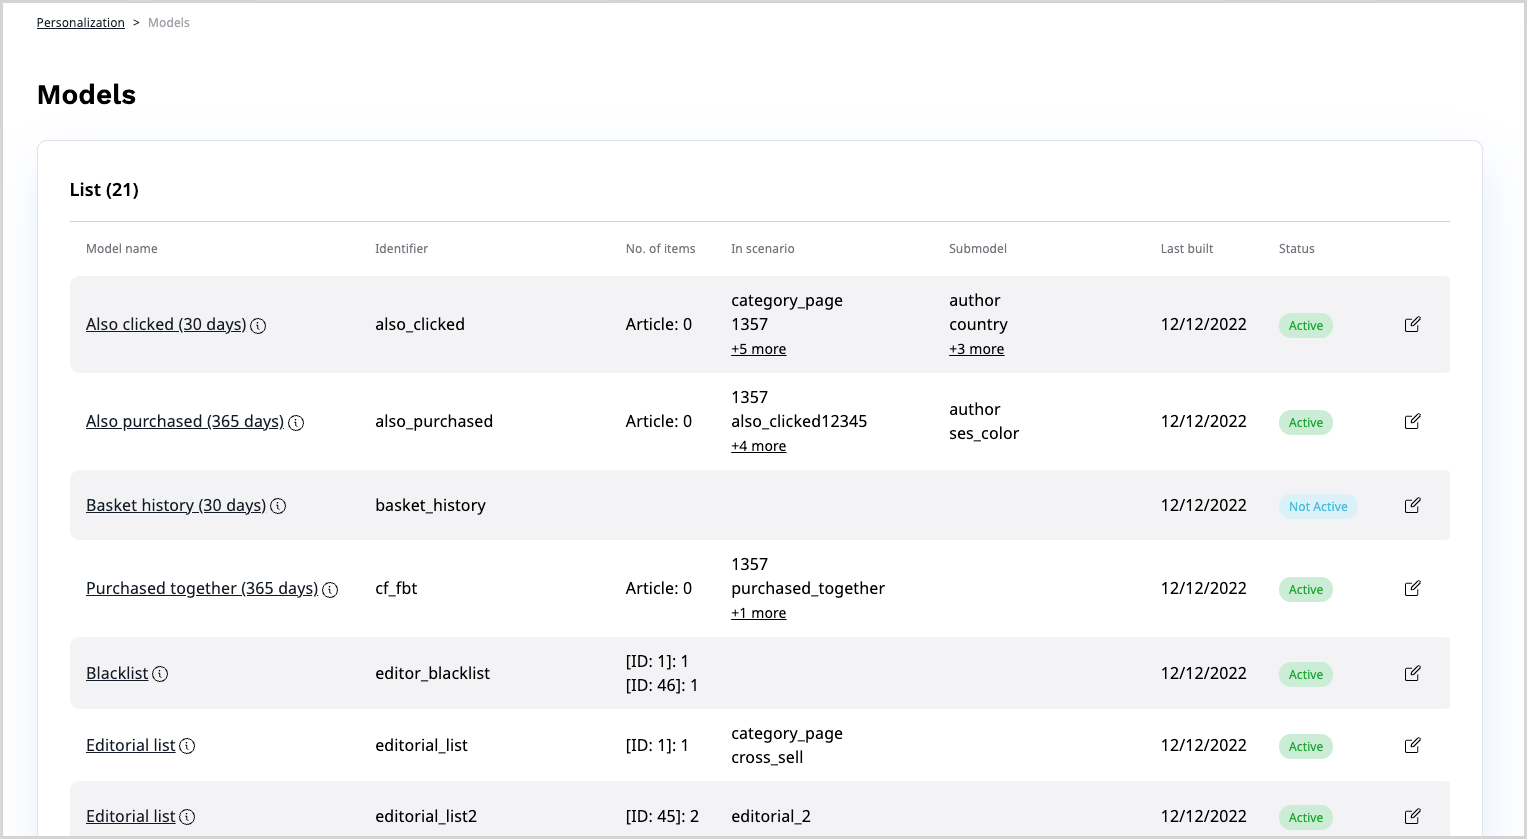 Personalization > Models
Models
List (21)
Model name Identifier No. of items In scenario Submodel Last built Status
Also clicked (30 days) also_clicked Article: 0 category_page 1357 +5 more author country +3 more 12/12/2022 Active
Also purchased (365 days) also_purchased Article: 0 1357 also_clicked12345 +4 more author ses_color 12/12/2022 Active
Basket history (30 days) basket_history 12/12/2022 Not Active
Purchased together (365 days) cf_fbt Article: 0 1357 purchased_together +1 more 12/12/2022 Active
Blacklist editor_blacklist [ID: 1]: 1 [ID: 46]: 1 12/12/2022 Active
Editorial list editorial_list [ID: 1]: 1 category_page cross_sell 12/12/2022 Active
Editorial list editorial_list2 [ID: 45]: 2 editorial_2 12/12/2022 Active